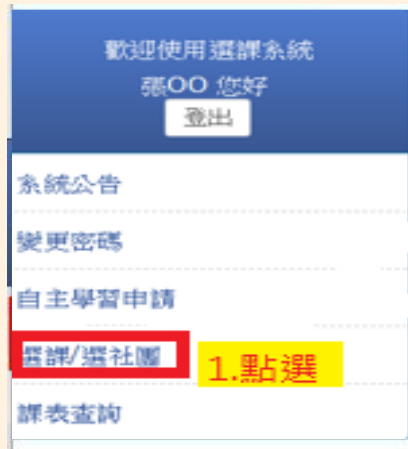 歡迎使用選課系統
張OO 您好
登出
系統公告
變更密碼
自主學習申請
選課/選社團
1.點選
課表查詢